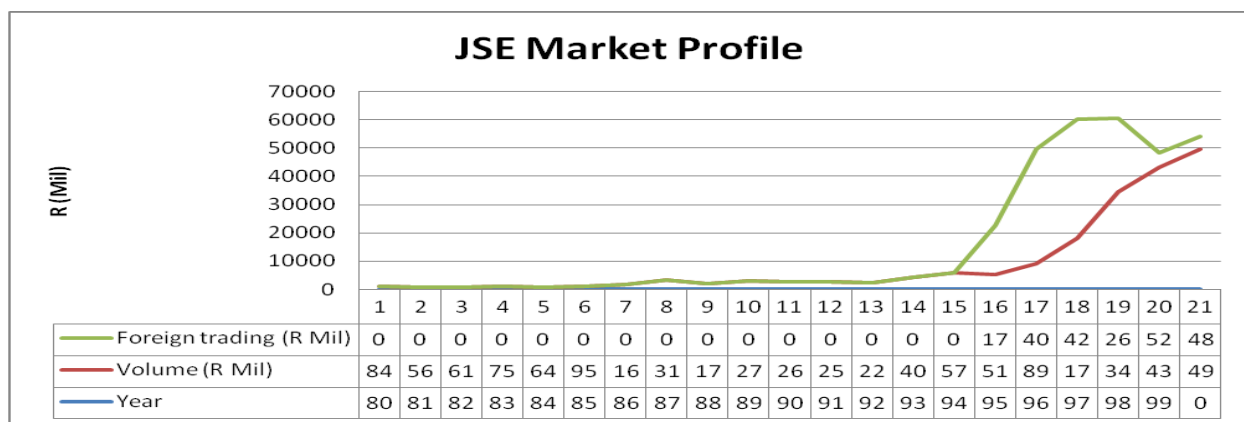 JSE Market Profile
R (Mil)
70000
60000
50000
40000
30000
20000
10000
0
1 2 3 4 5 6 7 8 9 10 11 12 13 14 15 16 17 18 19 20 21
Foreign trading (R Mil) 0 0 0 0 0 0 0 0 0 0 0 0 0 0 0 17 40 42 26 52 48
Volume (R Mil) 84 56 61 75 64 95 16 31 17 27 26 25 22 40 57 51 89 17 34 43 49
Year 80 81 82 83 84 85 86 87 88 89 90 91 92 93 94 95 96 97 98 99 0